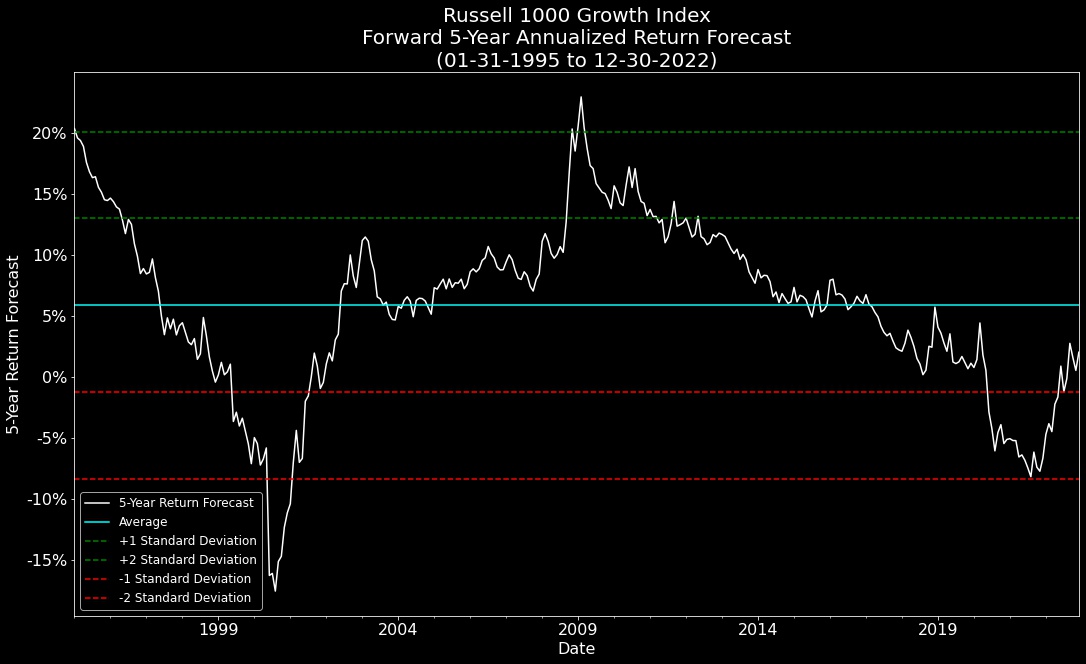 Russell 1000 Growth Index
Forward 5-Year Annualized Return Forecast
(01-31-1995 to 12-30-2022)
5-Year Return Forecast
20%
15%
10%
5%
0%
-5%
-10%
-15%
5-Year Return Forecast
Average
+1 Standard Deviation
+2 Standard Deviation
-1 Standard Deviation
-2 Standard Deviation
1999
2004
2009
2014
2019
Date